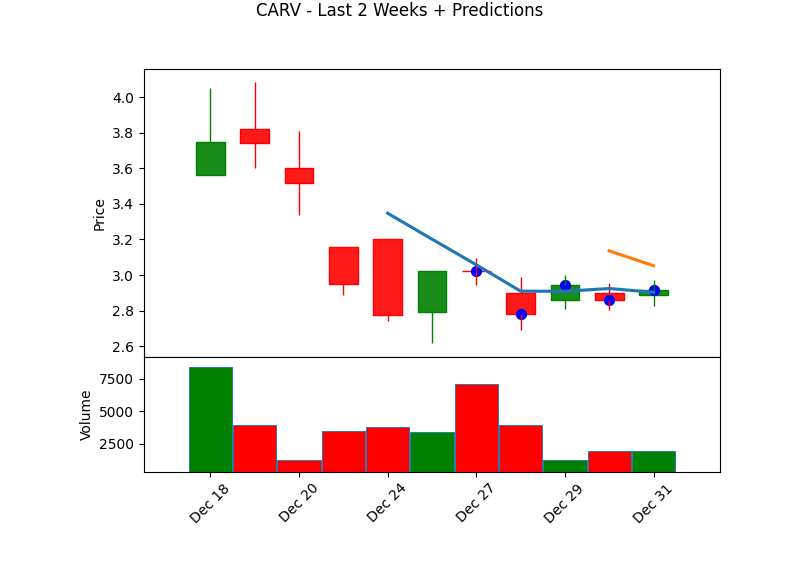 CARV - Last 2 Weeks + Predictions
4.0
3.8
3.6
3.4
3.2
3.0
2.8
2.6
Price
7500
5000
2500
Volume
Dec 18
Dec 20
Dec 24
Dec 27
Dec 29
Dec 31